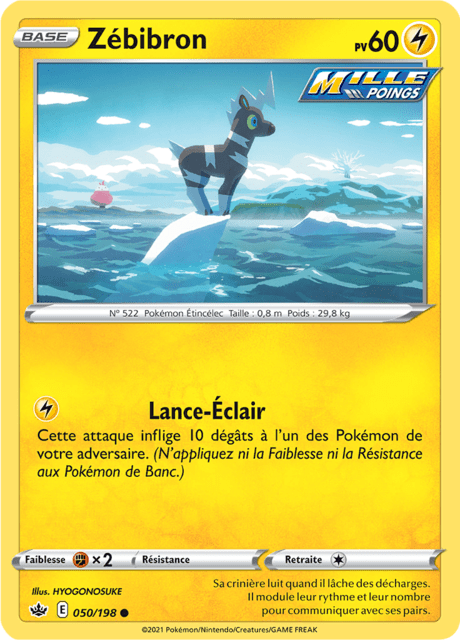 BASE Zébibron PV60
MILLE
POINGS
N° 522 Pokémon Étincélec Taille : 0,8 m Poids : 29,8 kg
Lance-Éclair
Cette attaque inflige 10 dégâts à l'un des Pokémon de
votre adversaire. (N'appliquez ni la Faiblesse ni la Résistance
aux Pokémon de Banc.)
Faiblesse ×2 Résistance Retraite
Illus. HYOGONOSUKE
E 050/198
Sa crinière luit quand il lâche des décharges.
Il module leur rythme et leur nombre
pour communiquer avec ses pairs.
©2021 Pokémon/Nintendo/Creatures/GAME FREAK